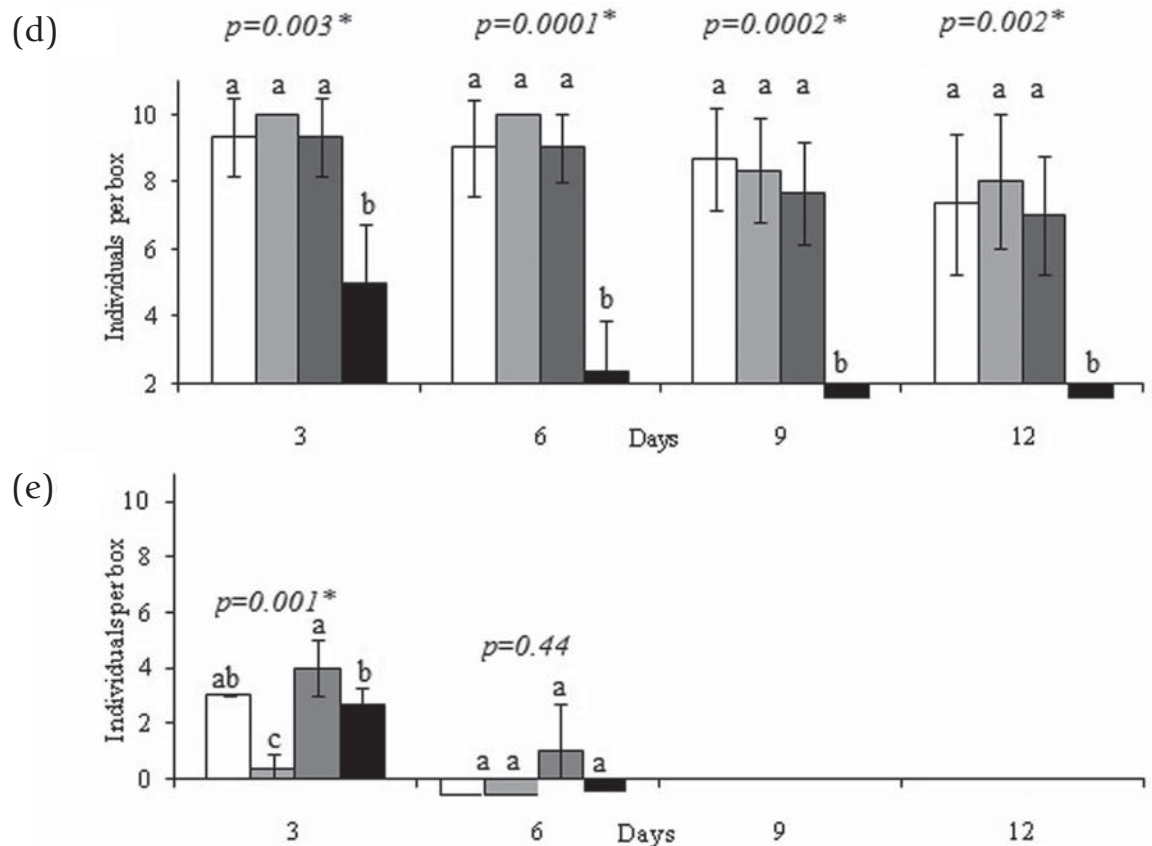 (d)
p=0.003* p=0.0001* p=0.0002* p=0.002*
a a a a a a a a a a a a
b b b b
Individuals per box
10
8
6
4
2
3 6 Days 9 12
(e)
Individuals per box
10
8
6
4
2
0
p=0.001*
p=0.44
ab c a b
a a a a
3 6 Days 9 12